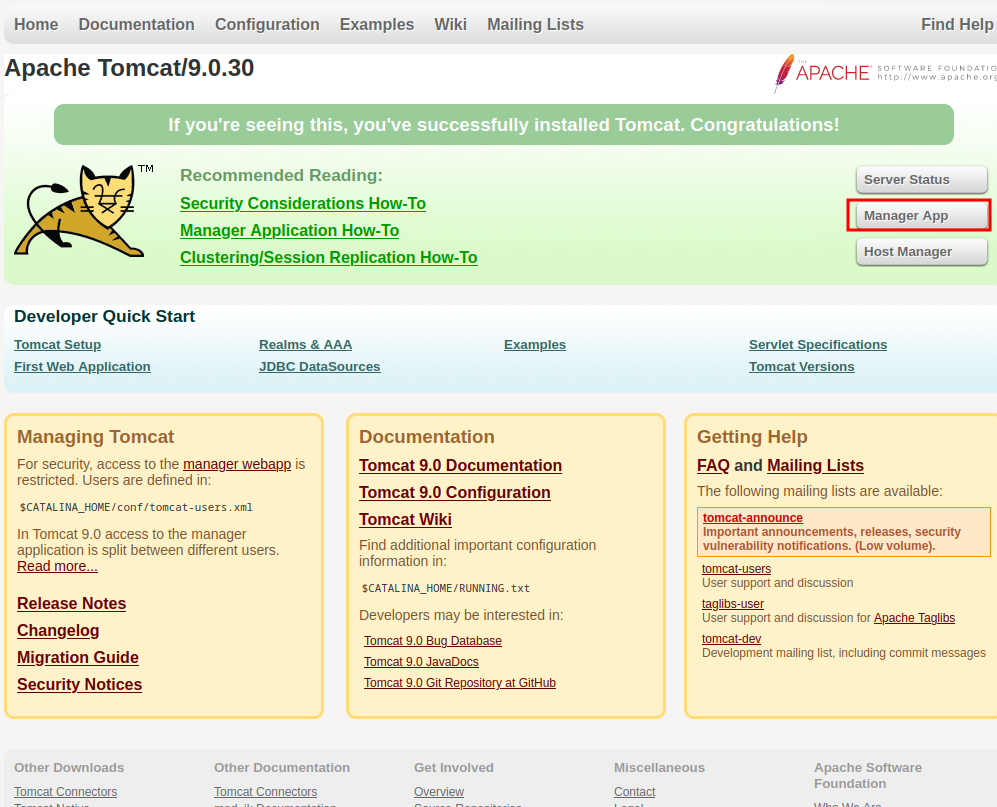 Home Documentation Configuration Examples Wiki Mailing Lists Find Help
Apache Tomcat/9.0.30
THE
APACHE
SOFTWARE FOUNDATIO
http://www.apache.org
If you're seeing this, you've successfully installed Tomcat. Congratulations!
TM
Recommended Reading:
Security Considerations How-To
Manager Application How-To
Clustering/Session Replication How-To
Server Status
Manager App
Host Manager
Developer Quick Start
Tomcat Setup
First Web Application
Realms & AAA
JDBC DataSources
Examples
Servlet Specifications
Tomcat Versions
Managing Tomcat
For security, access to the manager webapp is
restricted. Users are defined in:
$CATALINA_HOME/conf/tomcat-users.xml
In Tomcat 9.0 access to the manager
application is split between different users.
Read more...
Release Notes
Changelog
Migration Guide
Security Notices
Documentation
Tomcat 9.0 Documentation
Tomcat 9.0 Configuration
Tomcat Wiki
Find additional important configuration
information in:
$CATALINA_HOME/RUNNING.txt
Developers may be interested in:
Tomcat 9.0 Bug Database
Tomcat 9.0 JavaDocs
Tomcat 9.0 Git Repository at GitHub
Getting Help
FAQ and Mailing Lists
The following mailing lists are available:
tomcat-announce
Important announcements, releases, security
vulnerability notifications. (Low volume).
tomcat-users
User support and discussion
taglibs-user
User support and discussion for Apache Taglibs
tomcat-dev
Development mailing list, including commit messages
Other Downloads
Tomcat Connectors
Tomcat Native
Other Documentation
Tomcat Connectors
mod_jk Documentation
Get Involved
Overview
Source Repositories
Miscellaneous
Contact
Legal
Apache Software
Foundation
Who We Are